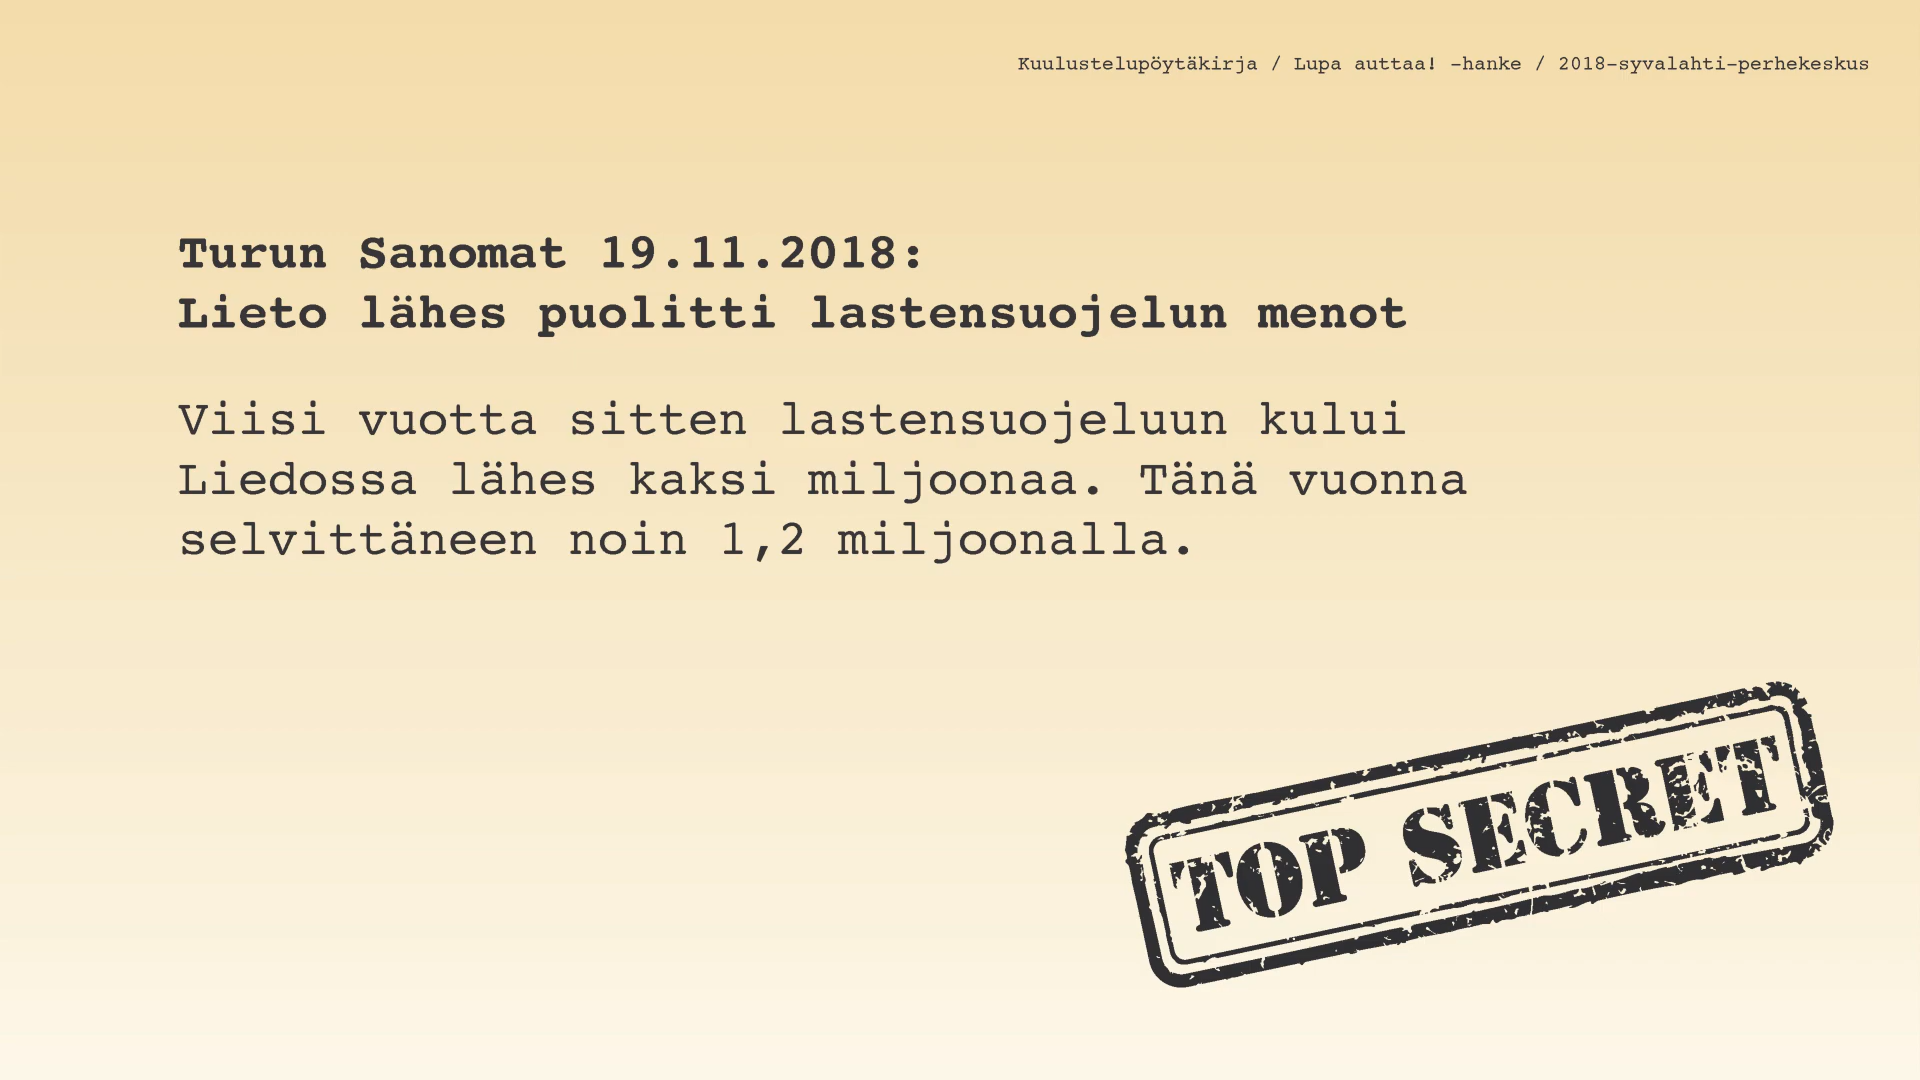 Kuulustelupöytäkirja / Lupa auttaa! -hanke / 2018-syvalahti-perhekeskus
Turun Sanomat 19.11.2018:
Lieto lähes puolitti lastensuojelun menot
Viisi vuotta sitten lastensuojeluun kului
Liedossa lähes kaksi miljoonaa. Tänä vuonna
selvittäneen noin 1,2 miljoonalla.
TOP SECRET